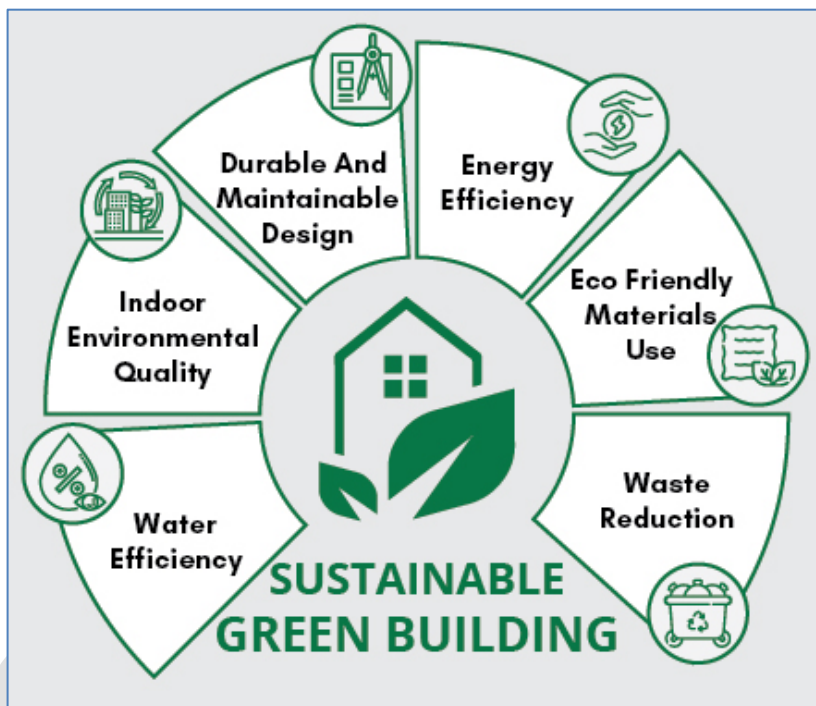 Durable And
Maintainable
Design
Energy
Efficiency
Indoor
Environmental
Quality
Eco Friendly
Materials
Use
Water
Efficiency
Waste
Reduction
SUSTAINABLE
GREEN BUILDING